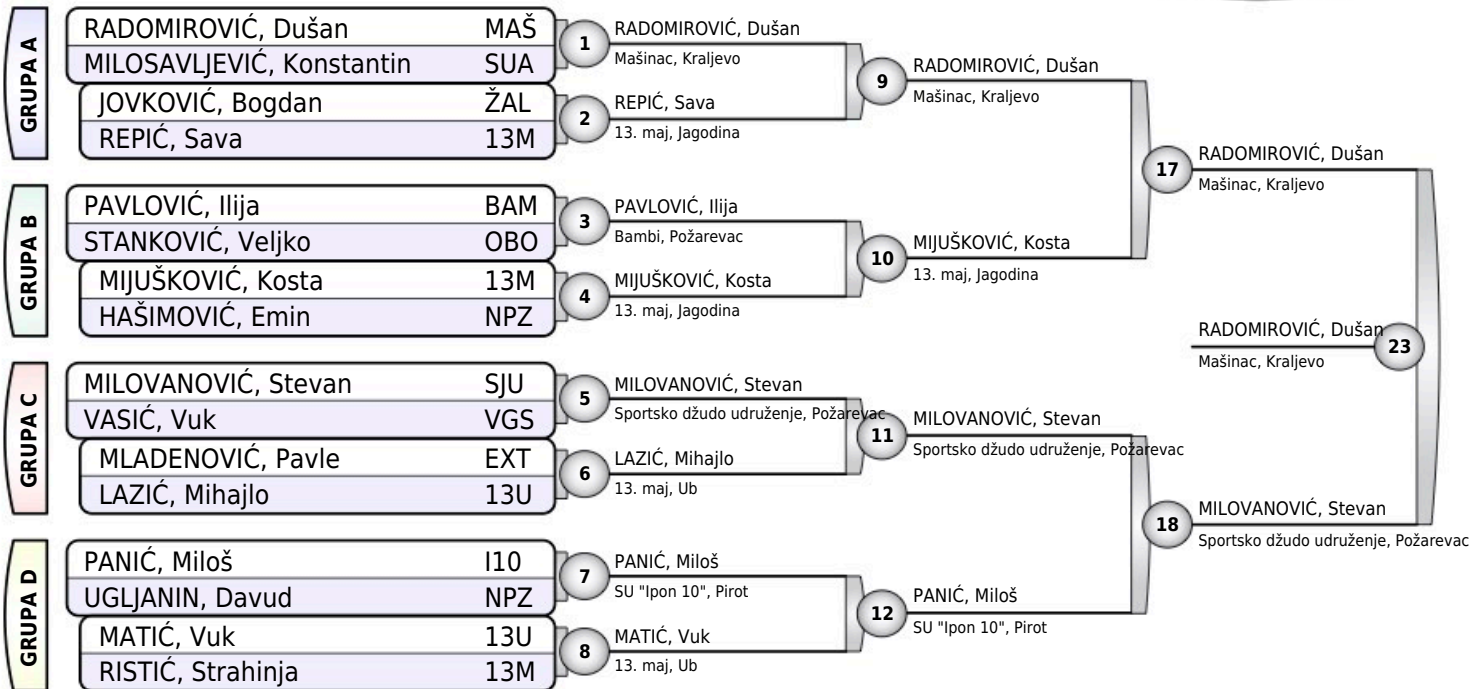 GRUPA A
RADOMIROVIĆ, Dušan MAŠ
MILOSAVLJEVIĆ, Konstantin SUA
JOVKOVIĆ, Bogdan ŽAL
REPIĆ, Sava 13M
GRUPA B
PAVLOVIĆ, Ilija BAM
STANKOVIĆ, Veljko OBO
MIJUŠKOVIĆ, Kosta 13M
HAŠIMOVIĆ, Emin NPZ
GRUPA C
MILOVANOVIĆ, Stevan SJU
VASIĆ, Vuk VGS
MLADENOVIĆ, Pavle EXT
LAZIĆ, Mihajlo 13U
GRUPA D
PANIĆ, Miloš I10
UGLJANIN, Davud NPZ
MATIĆ, Vuk 13U
RISTIĆ, Strahinja 13M
1 RADOMIROVIĆ, Dušan
Mašinac, Kraljevo
2 REPIĆ, Sava
13. maj, Jagodina
3 PAVLOVIĆ, Ilija
Bambi, Požarevac
4 MIJUŠKOVIĆ, Kosta
13. maj, Jagodina
5 MILOVANOVIĆ, Stevan
Sportsko džudo udruženje, Požarevac
6 LAZIĆ, Mihajlo
13. maj, Ub
7 PANIĆ, Miloš
SU "Ipon 10", Pirot
8 MATIĆ, Vuk
13. maj, Ub
9 RADOMIROVIĆ, Dušan
Mašinac, Kraljevo
10 MIJUŠKOVIĆ, Kosta
13. maj, Jagodina
11 MILOVANOVIĆ, Stevan
Sportsko džudo udruženje, Požarevac
12 PANIĆ, Miloš
SU "Ipon 10", Pirot
17 RADOMIROVIĆ, Dušan
Mašinac, Kraljevo
18 MILOVANOVIĆ, Stevan
Sportsko džudo udruženje, Požarevac
RADOMIROVIĆ, Dušan 23
Mašinac, Kraljevo